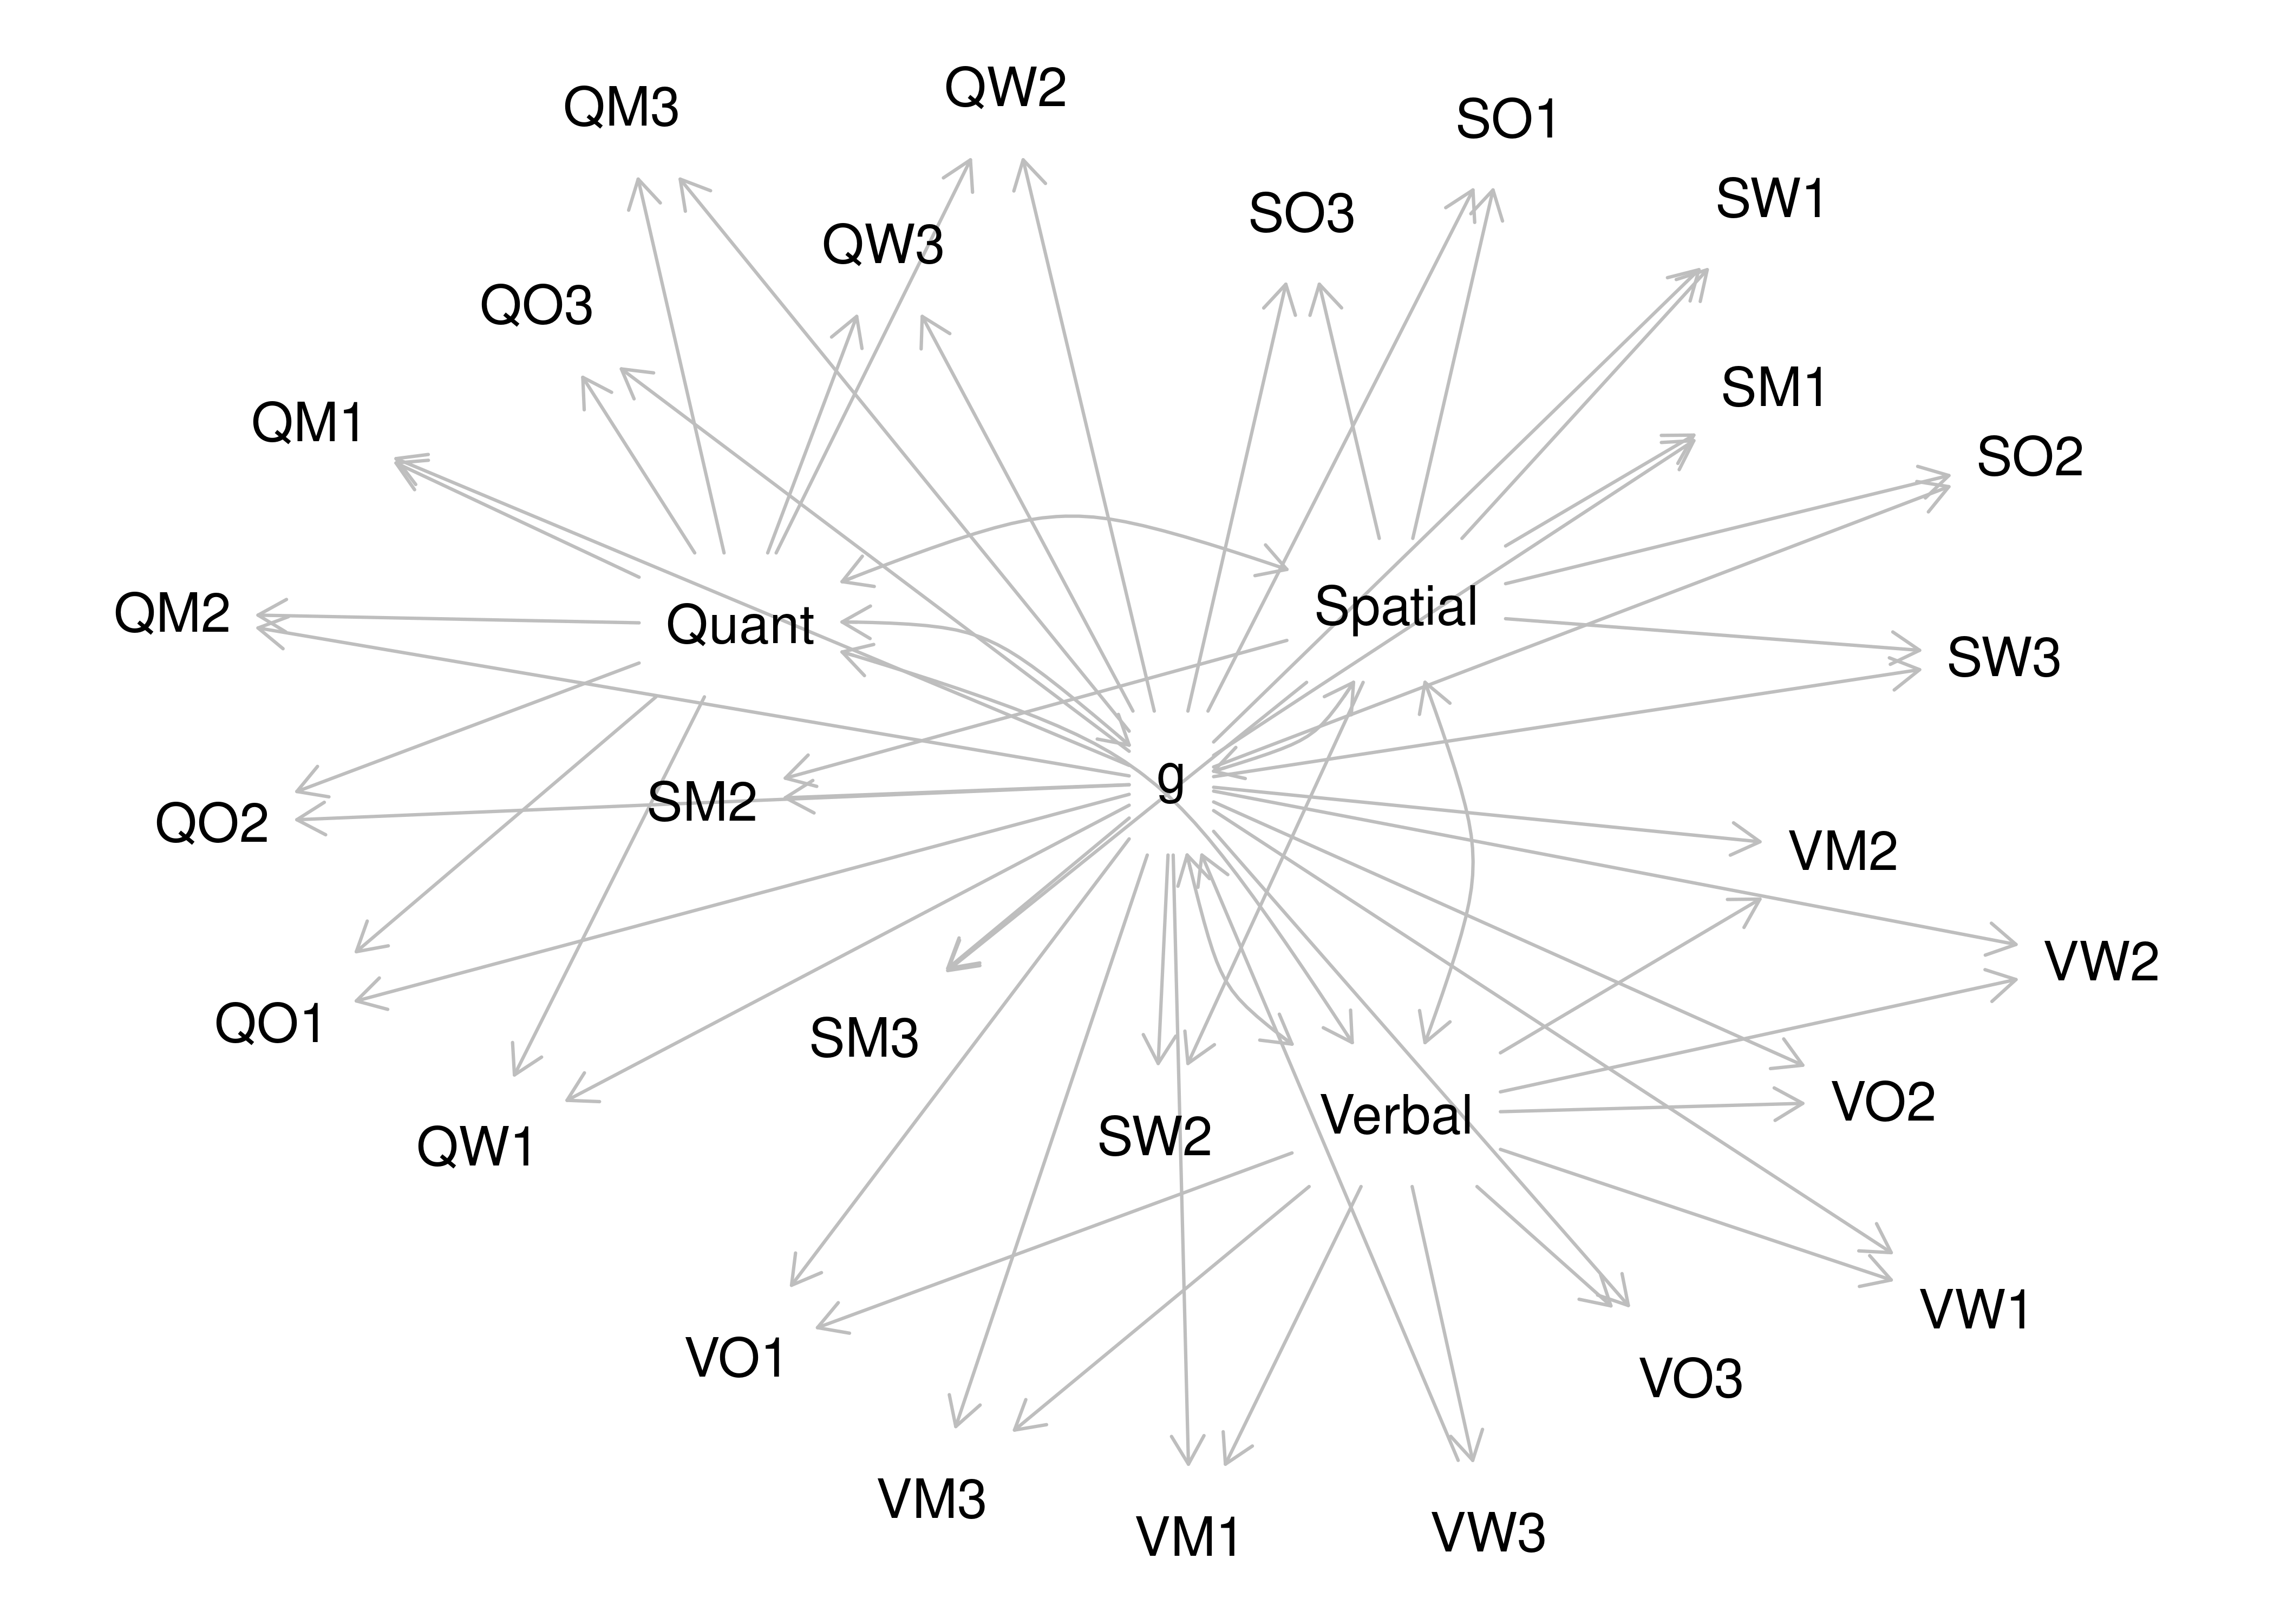 QW2
QM3
SO1
SW1
SO3
QW3
QO3
SM1
QM1
SO2
Spatial
QM2
Quant
SW3
g
SM2
QO2
VM2
VW2
QO1
SM3
VO2
Verbal
SW2
QW1
VW1
VO1
VO3
VM3
VW3
VM1